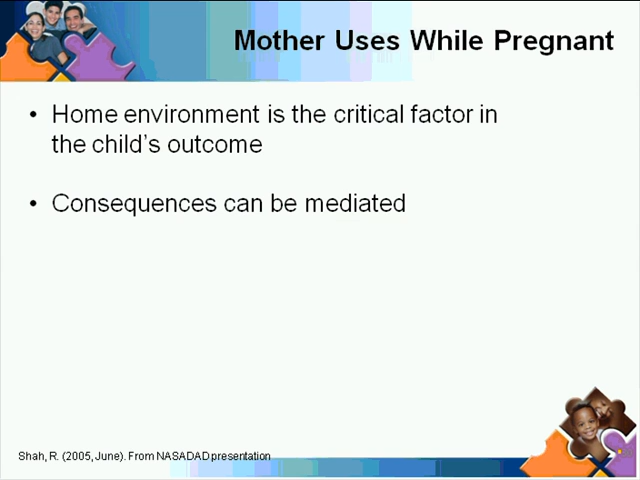 Mother Uses While Pregnant
• Home environment is the critical factor in
the child's outcome
• Consequences can be mediated
Shah, R. (2005, June). From NASADAD presentation